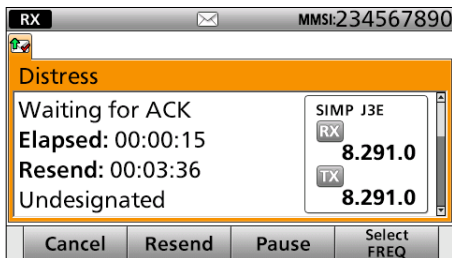 RX MMSI:234567890
Distress
Waiting for ACK
Elapsed: 00:00:15
Resend: 00:03:36
Undesignated
SIMP J3E
RX
8.291.0
TX
8.291.0
Cancel Resend Pause Select FREQ